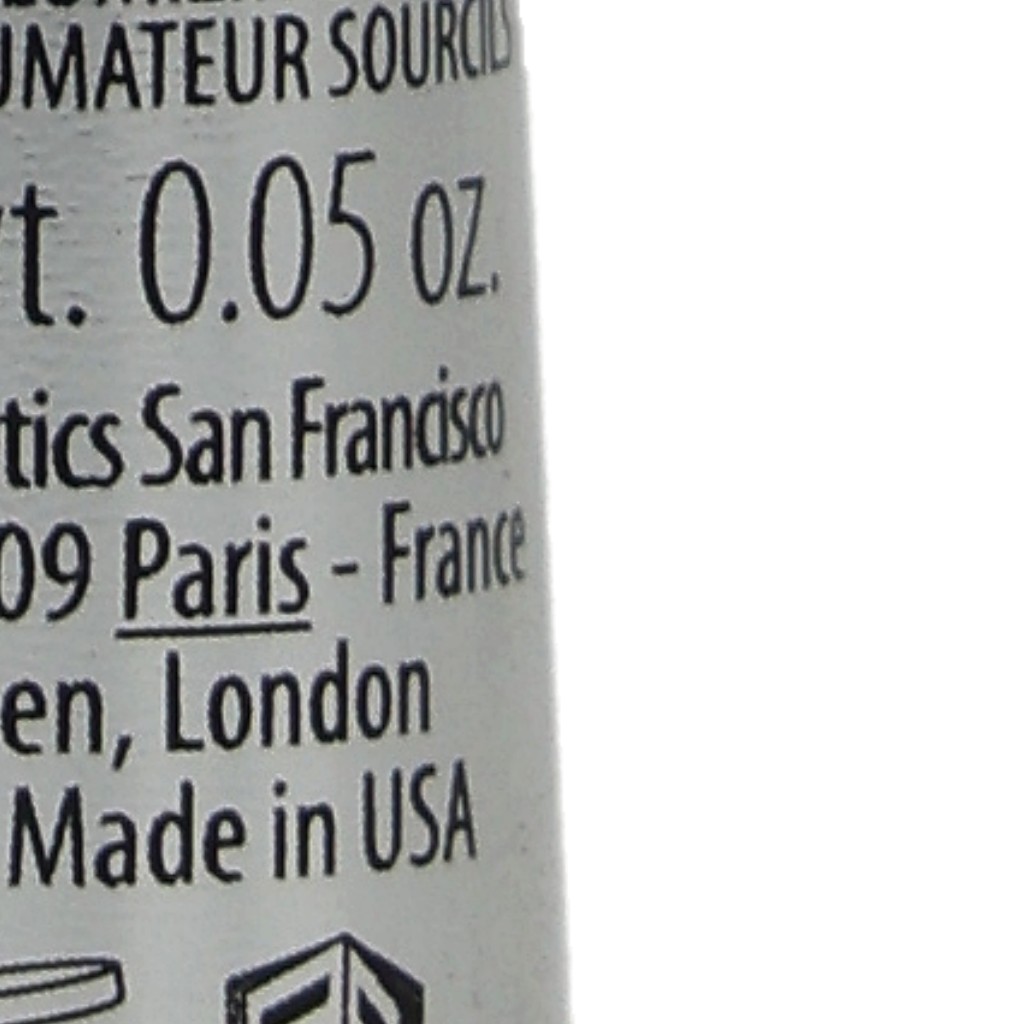 UMATEUR SOURCILS
t. 0.05 oz.
tics San Francisco
09 Paris - France
en, London
Made in USA